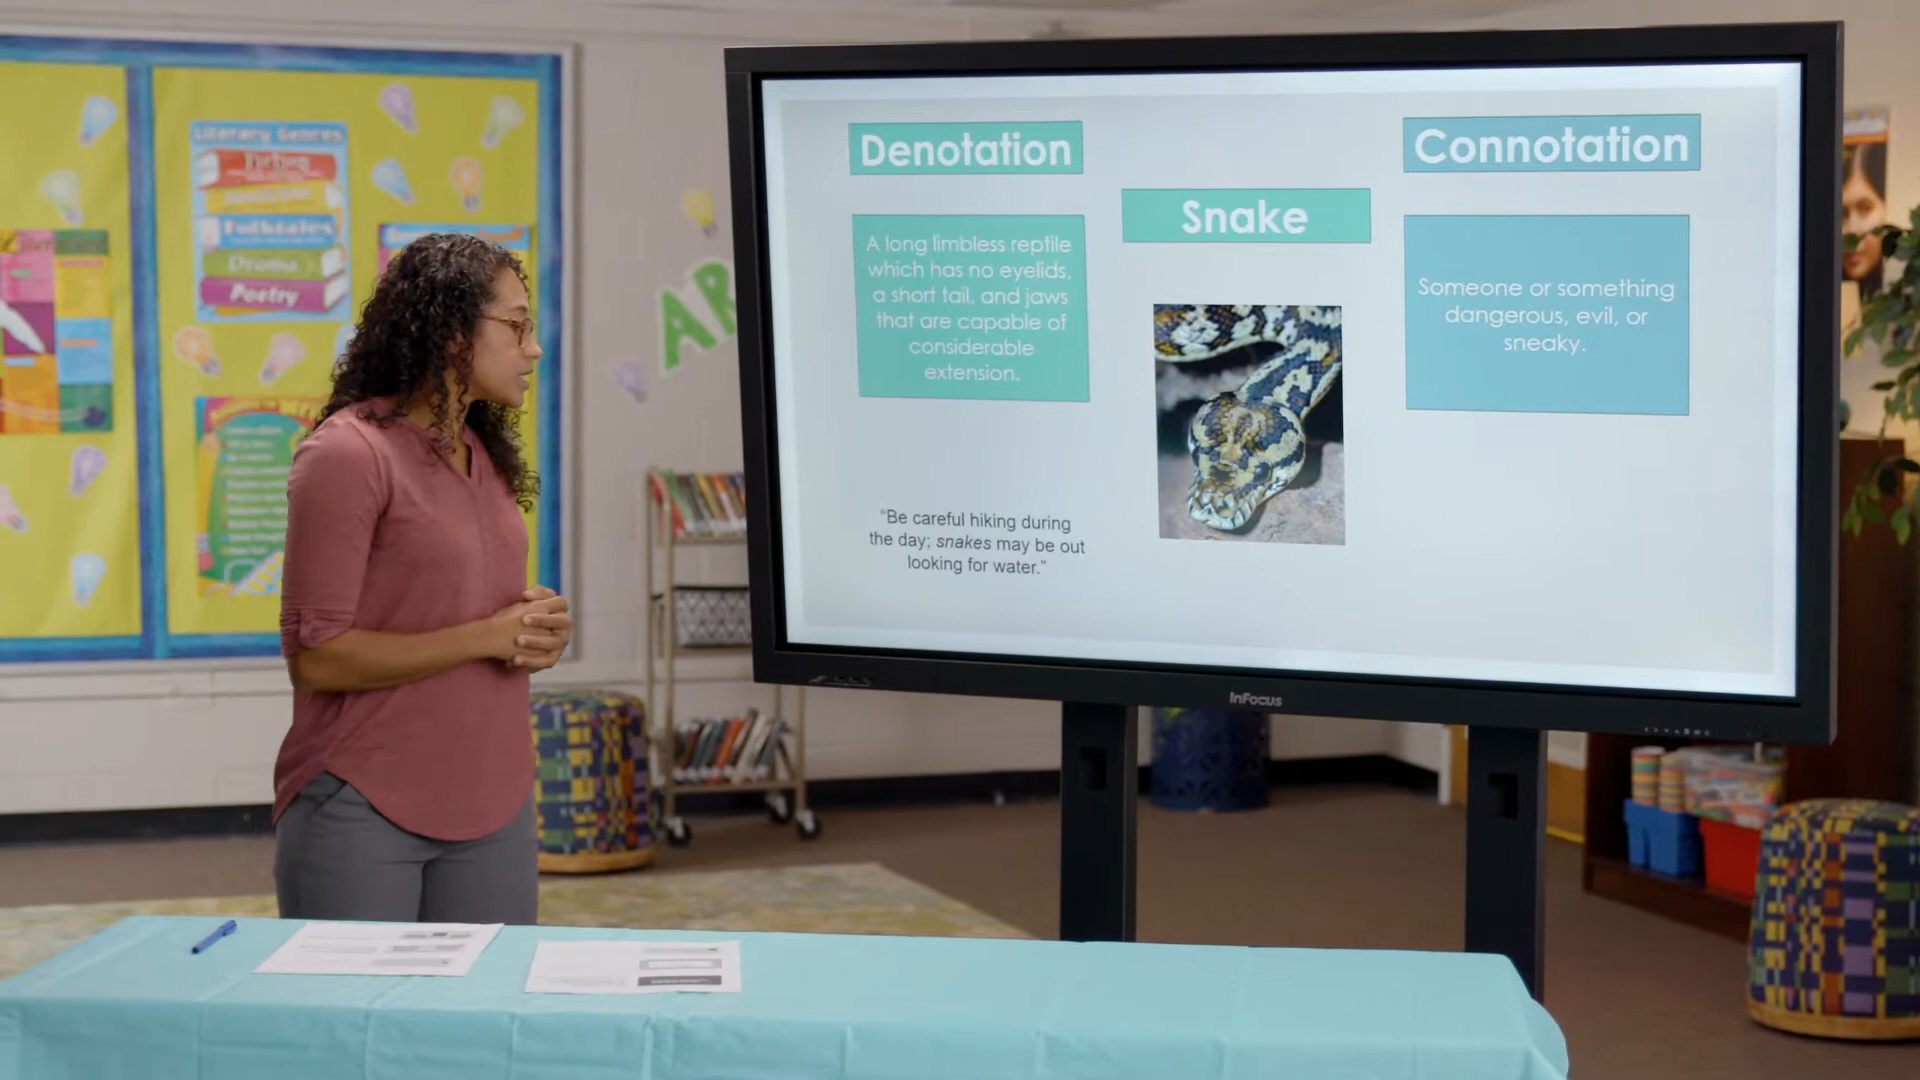 Literary Genres
Fiction
Folktales
Drama
Poetry
AR
Denotation
A long limbless reptile
which has no eyelids,
a short tail, and jaws
that are capable of
considerable
extension.
"Be careful hiking during
the day; snakes may be out
looking for water."
Snake
Connotation
Someone or something
dangerous, evil, or
sneaky.
InFocus